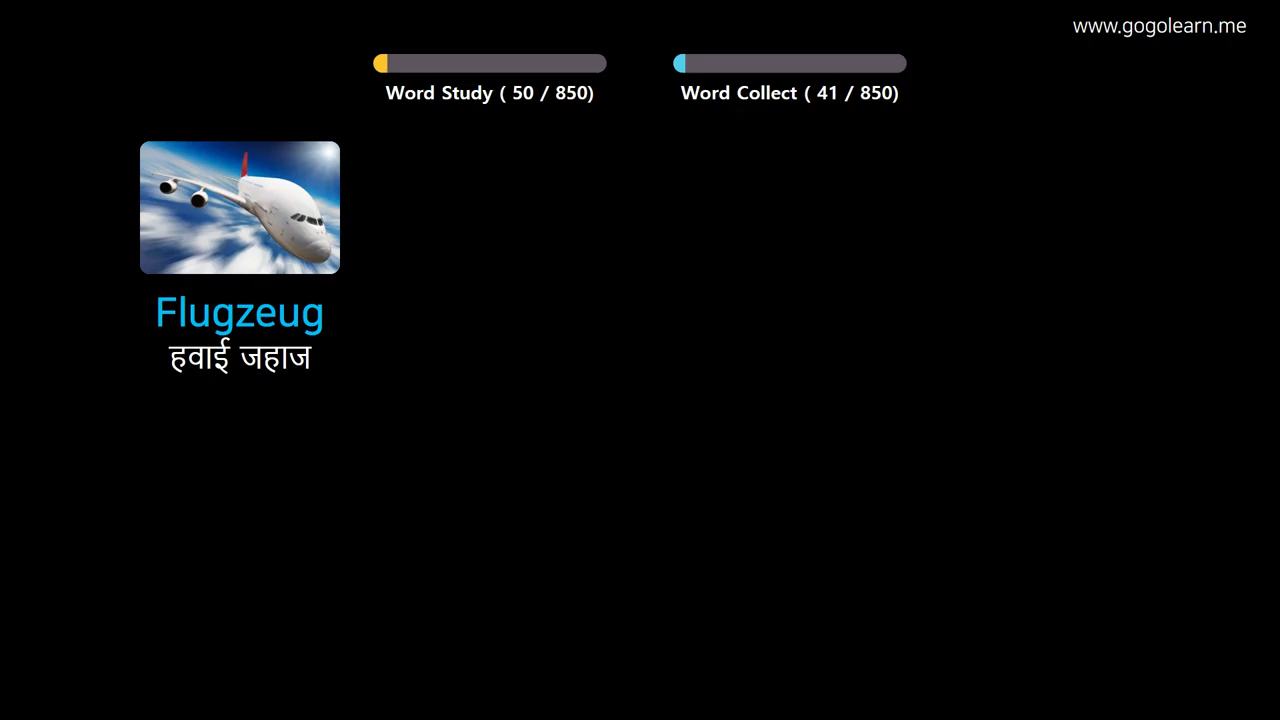 www.gogolearn.me
Word Study ( 50 / 850)
Word Collect ( 41 / 850)
Flugzeug
हवाई जहाज